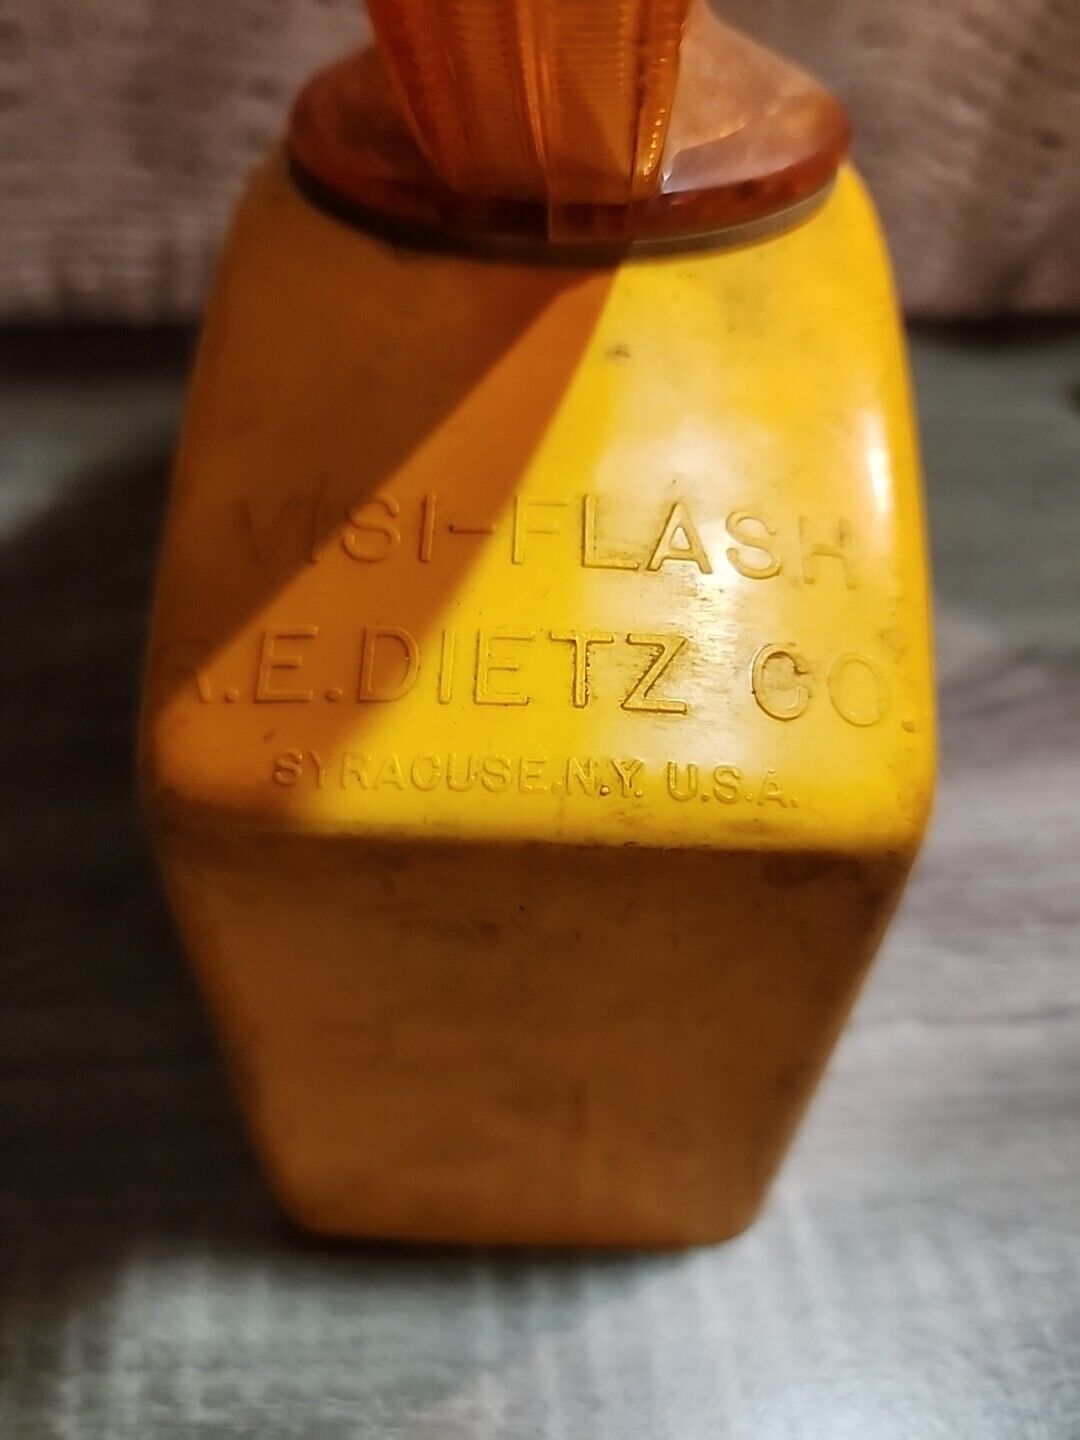 VISI-FLASH
R.E.DIETZ CO.
SYRACUSE.N.Y. U.S.A.